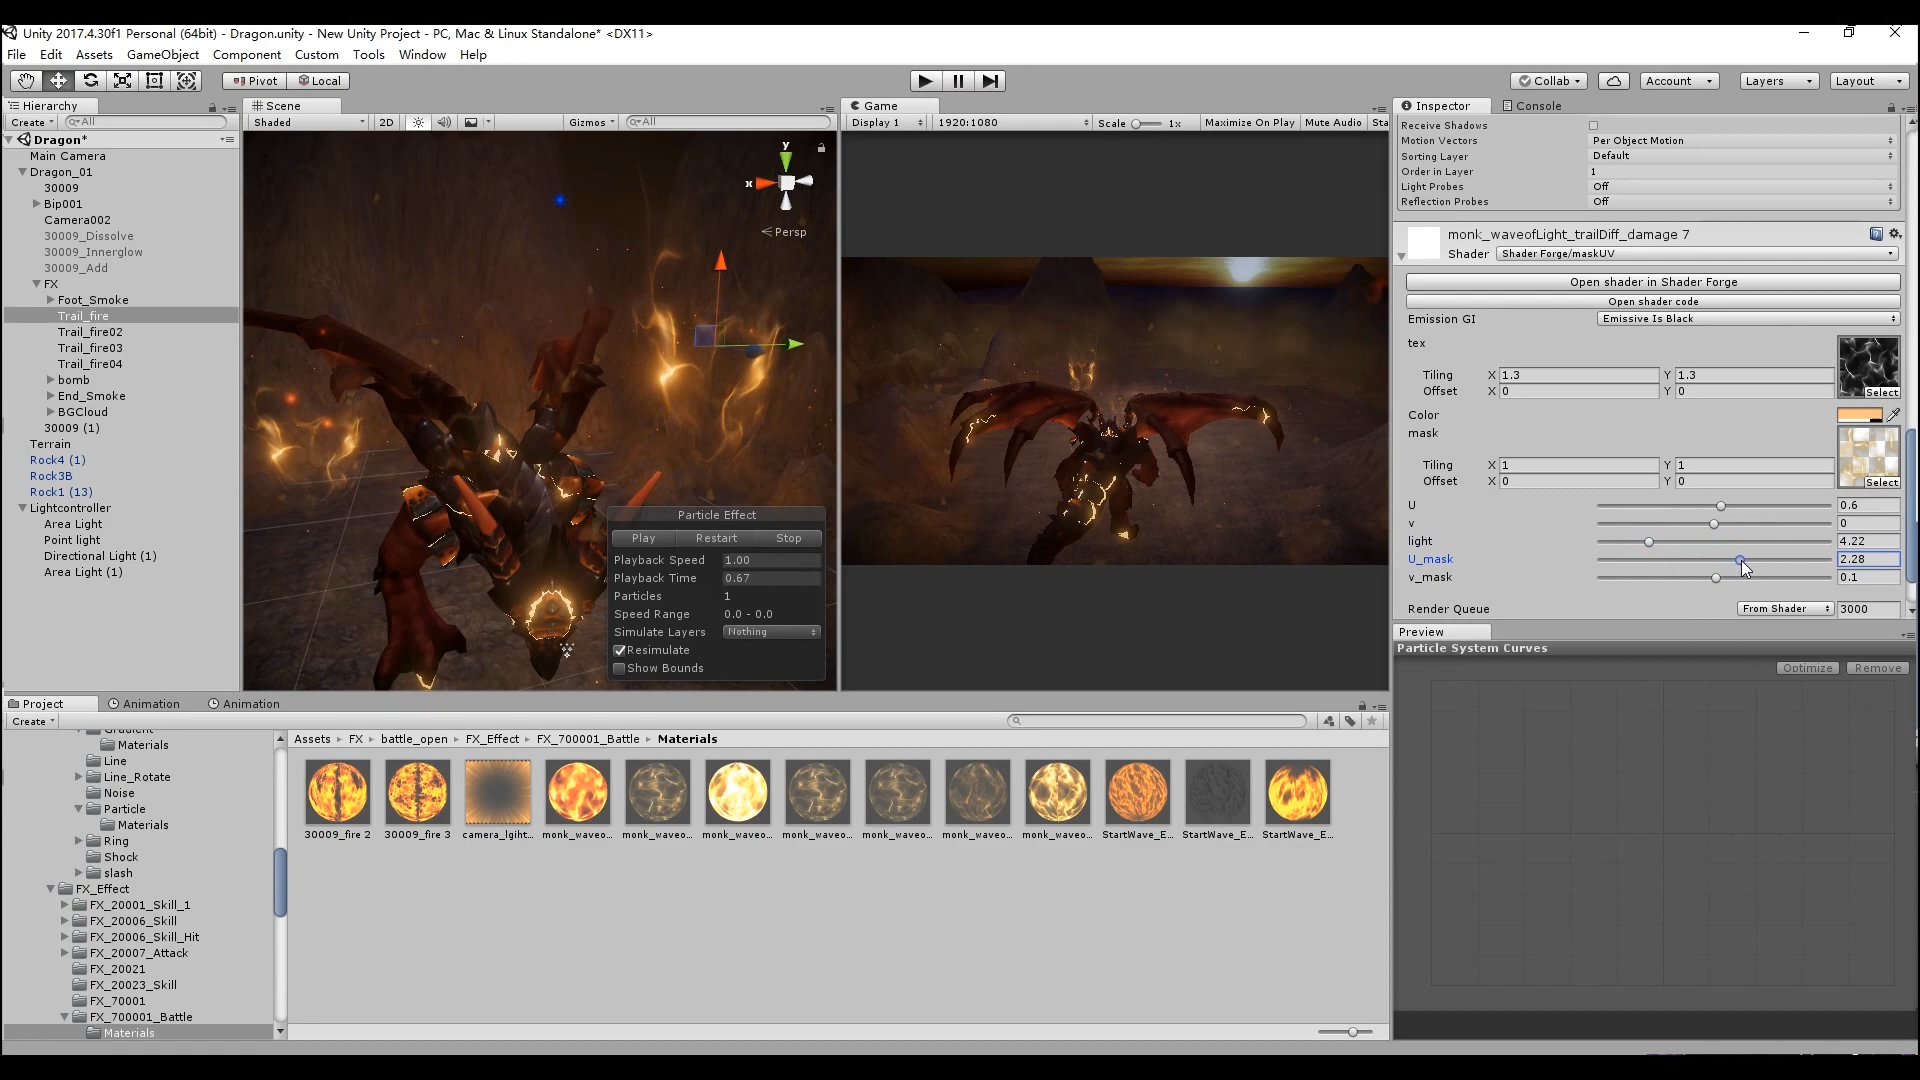 Unity 2017.4.30f1 Personal (64bit) - Dragon.unity - New Unity Project - PC, Mac & Linux Standalone* <DX11>
File Edit Assets GameObject Component Custom Tools Window Help
Pivot Local
Collab Account Layers Layout
Hierarchy
Create All
Dragon*
Main Camera
Dragon_01
30009
Bip001
Camera002
30009_Dissolve
30009_Innerglow
30009_Add
FX
Foot_Smoke
Trail_fire
Trail_fire02
Trail_fire03
Trail_fire04
bomb
End_Smoke
BGCloud
30009 (1)
Terrain
Rock4 (1)
Rock3B
Rock1 (13)
Lightcontroller
Area Light
Point light
Directional Light (1)
Area Light (1)
Scene
Shaded 2D Gizmos All
y
x
Persp
Particle Effect
Play Restart Stop
Playback Speed 1.00
Playback Time 0.67
Particles 1
Speed Range 0.0 - 0.0
Simulate Layers Nothing
Resimulate
Show Bounds
Game
Display 1 1920:1080 Scale 1x Maximize On Play Mute Audio Sta
Inspector Console
Receive Shadows
Motion Vectors Per Object Motion
Sorting Layer Default
Order in Layer 1
Light Probes Off
Reflection Probes Off
monk_waveofLight_trailDiff_damage 7
Shader Shader Forge/maskUV
Open shader in Shader Forge
Open shader code
Emission GI Emissive Is Black
tex
Tiling X 1.3 Y 1.3
Offset X 0 Y 0
Select
Color
mask
Tiling X 1 Y 1
Offset X 0 Y 0
Select
U 0.6
v 0
light 4.22
U_mask 2.28
v_mask 0.1
Render Queue From Shader 3000
Preview
Particle System Curves
Optimize Remove
Project Animation Animation
Create
Materials
Line
Line_Rotate
Noise
Particle
Materials
Ring
Shock
slash
FX_Effect
FX_20001_Skill_1
FX_20006_Skill
FX_20006_Skill_Hit
FX_20007_Attack
FX_20021
FX_20023_Skill
FX_70001
FX_700001_Battle
Materials
Assets FX battle_open FX_Effect FX_700001_Battle Materials
30009_fire 2 30009_fire 3 camera_lght... monk_waveo... monk_waveo... monk_waveo... monk_waveo... monk_waveo... monk_waveo... monk_waveo... StartWave_E... StartWave_E... StartWave_E...